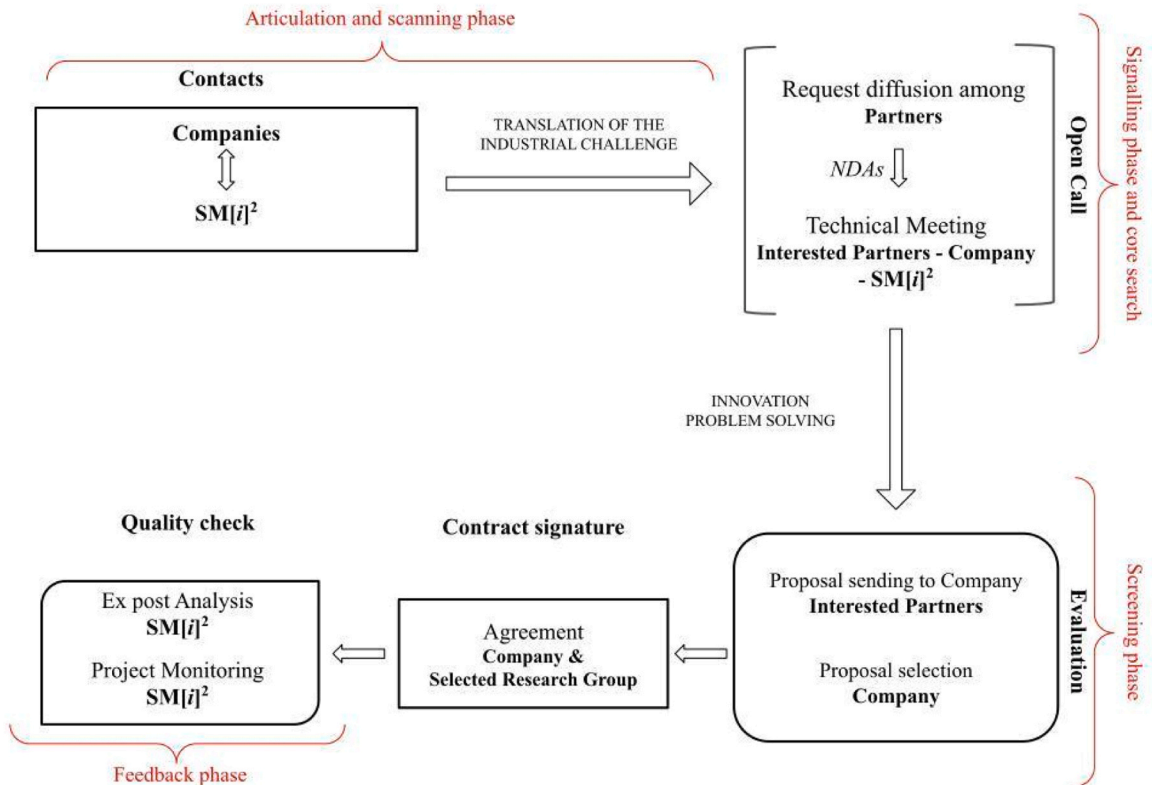 Articulation and scanning phase
Contacts
Companies
SM[i]²
TRANSLATION OF THE
INDUSTRIAL CHALLENGE
Request diffusion among
Partners
NDAs
Technical Meeting
Interested Partners - Company
- SM[i]²
Open Call
Signalling phase and core search
INNOVATION
PROBLEM SOLVING
Proposal sending to Company
Interested Partners
Proposal selection
Company
Evaluation
Screening phase
Contract signature
Agreement
Company &
Selected Research Group
Quality check
Ex post Analysis
SM[i]²
Project Monitoring
SM[i]²
Feedback phase